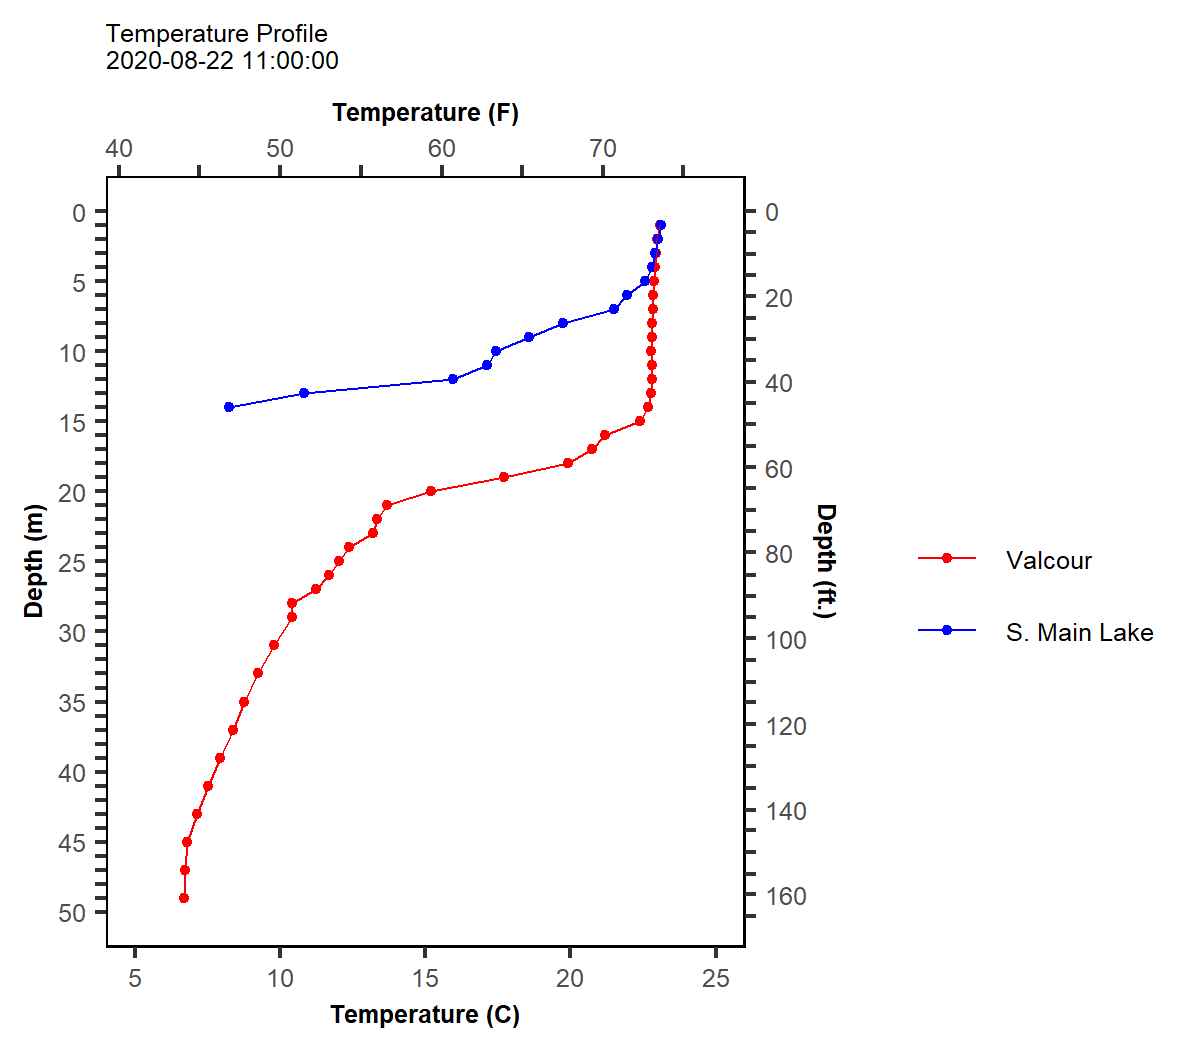 Temperature Profile
2020-08-22 11:00:00
Temperature (F)
40 50 60 70
0
5
10
15
20
25
30
35
40
45
50
Depth (m)
0
20
40
60
80
100
120
140
160
Depth (ft.)
Valcour
S. Main Lake
5 10 15 20 25
Temperature (C)